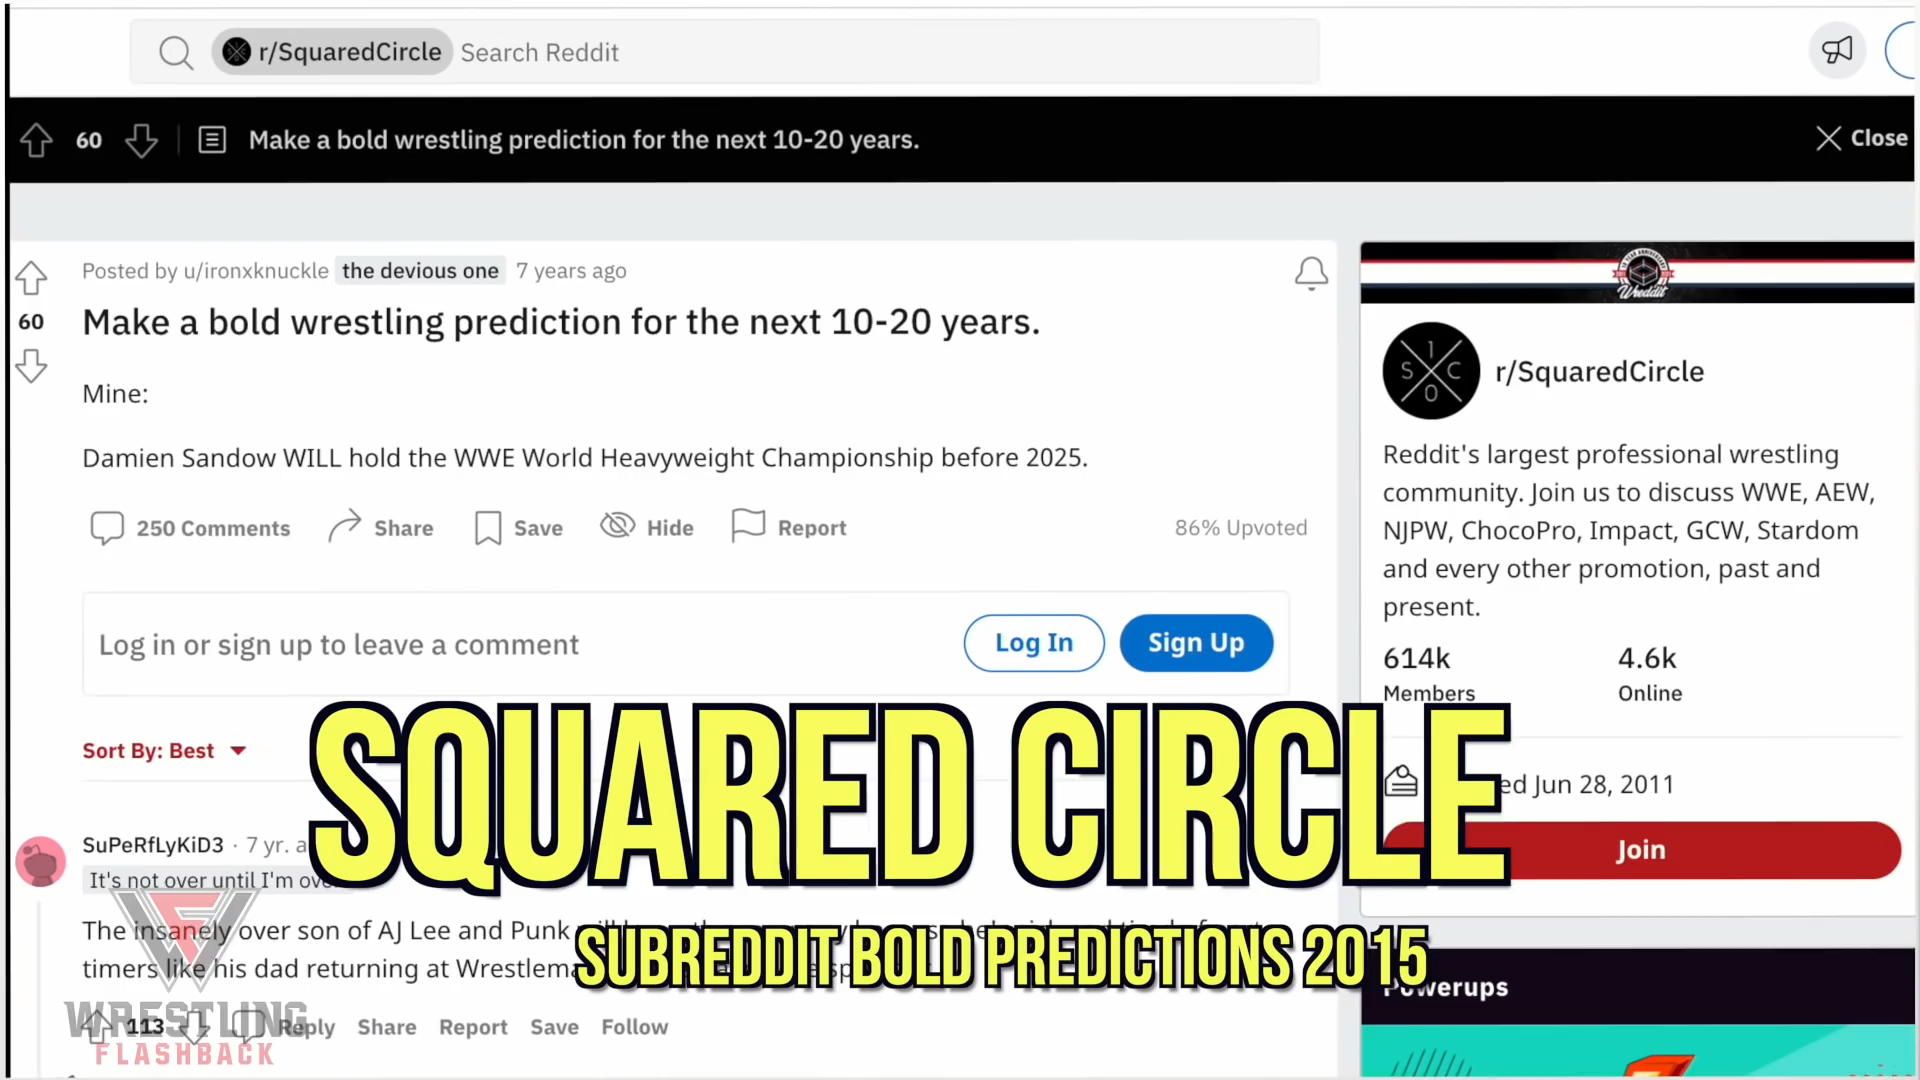 r/SquaredCircle Search Reddit
60 Make a bold wrestling prediction for the next 10-20 years. Close
Posted by u/ironxknuckle the devious one 7 years ago
60
Make a bold wrestling prediction for the next 10-20 years.
Mine:
Damien Sandow WILL hold the WWE World Heavyweight Championship before 2025.
250 Comments Share Save Hide Report 86% Upvoted
Log in or sign up to leave a comment Log In Sign Up
Sort By: Best
SuPeRfLyKiD3 · 7 yr. a
It's not over until I'm ove
The insanely over son of AJ Lee and Punk
timers like his dad returning at Wrestlema
113 Reply Share Report Save Follow
Wreddit
S 1 C 0
r/SquaredCircle
Reddit's largest professional wrestling
community. Join us to discuss WWE, AEW,
NJPW, ChocoPro, Impact, GCW, Stardom
and every other promotion, past and
present.
614k 4.6k
Members Online
ed Jun 28, 2011
Join
Powerups
SQUARED CIRCLE
SUBREDDIT BOLD PREDICTIONS 2015
WRESTLING
FLASHBACK